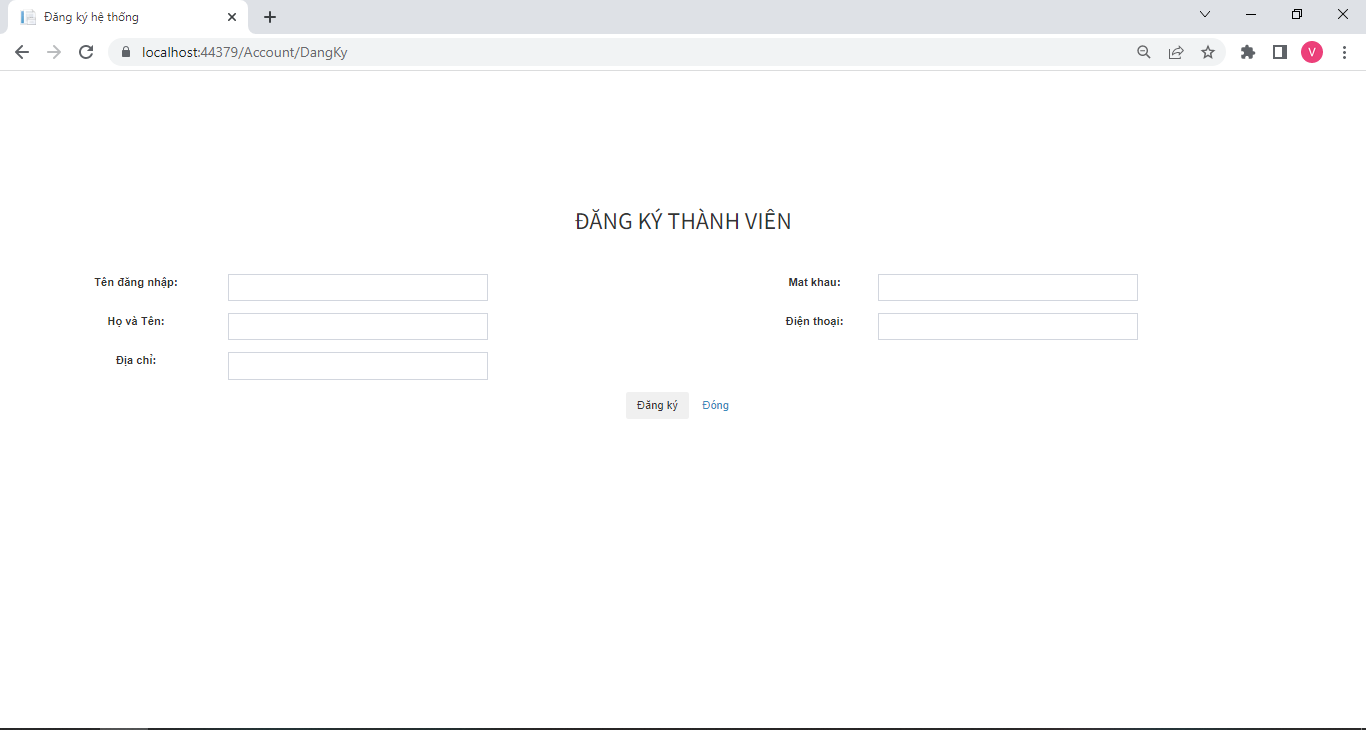 Đăng ký hệ thống
localhost:44379/Account/DangKy
V
ĐĂNG KÝ THÀNH VIÊN
Tên đăng nhập:
Mat khau:
Họ và Tên:
Điện thoại:
Địa chỉ:
Đăng ký Đóng